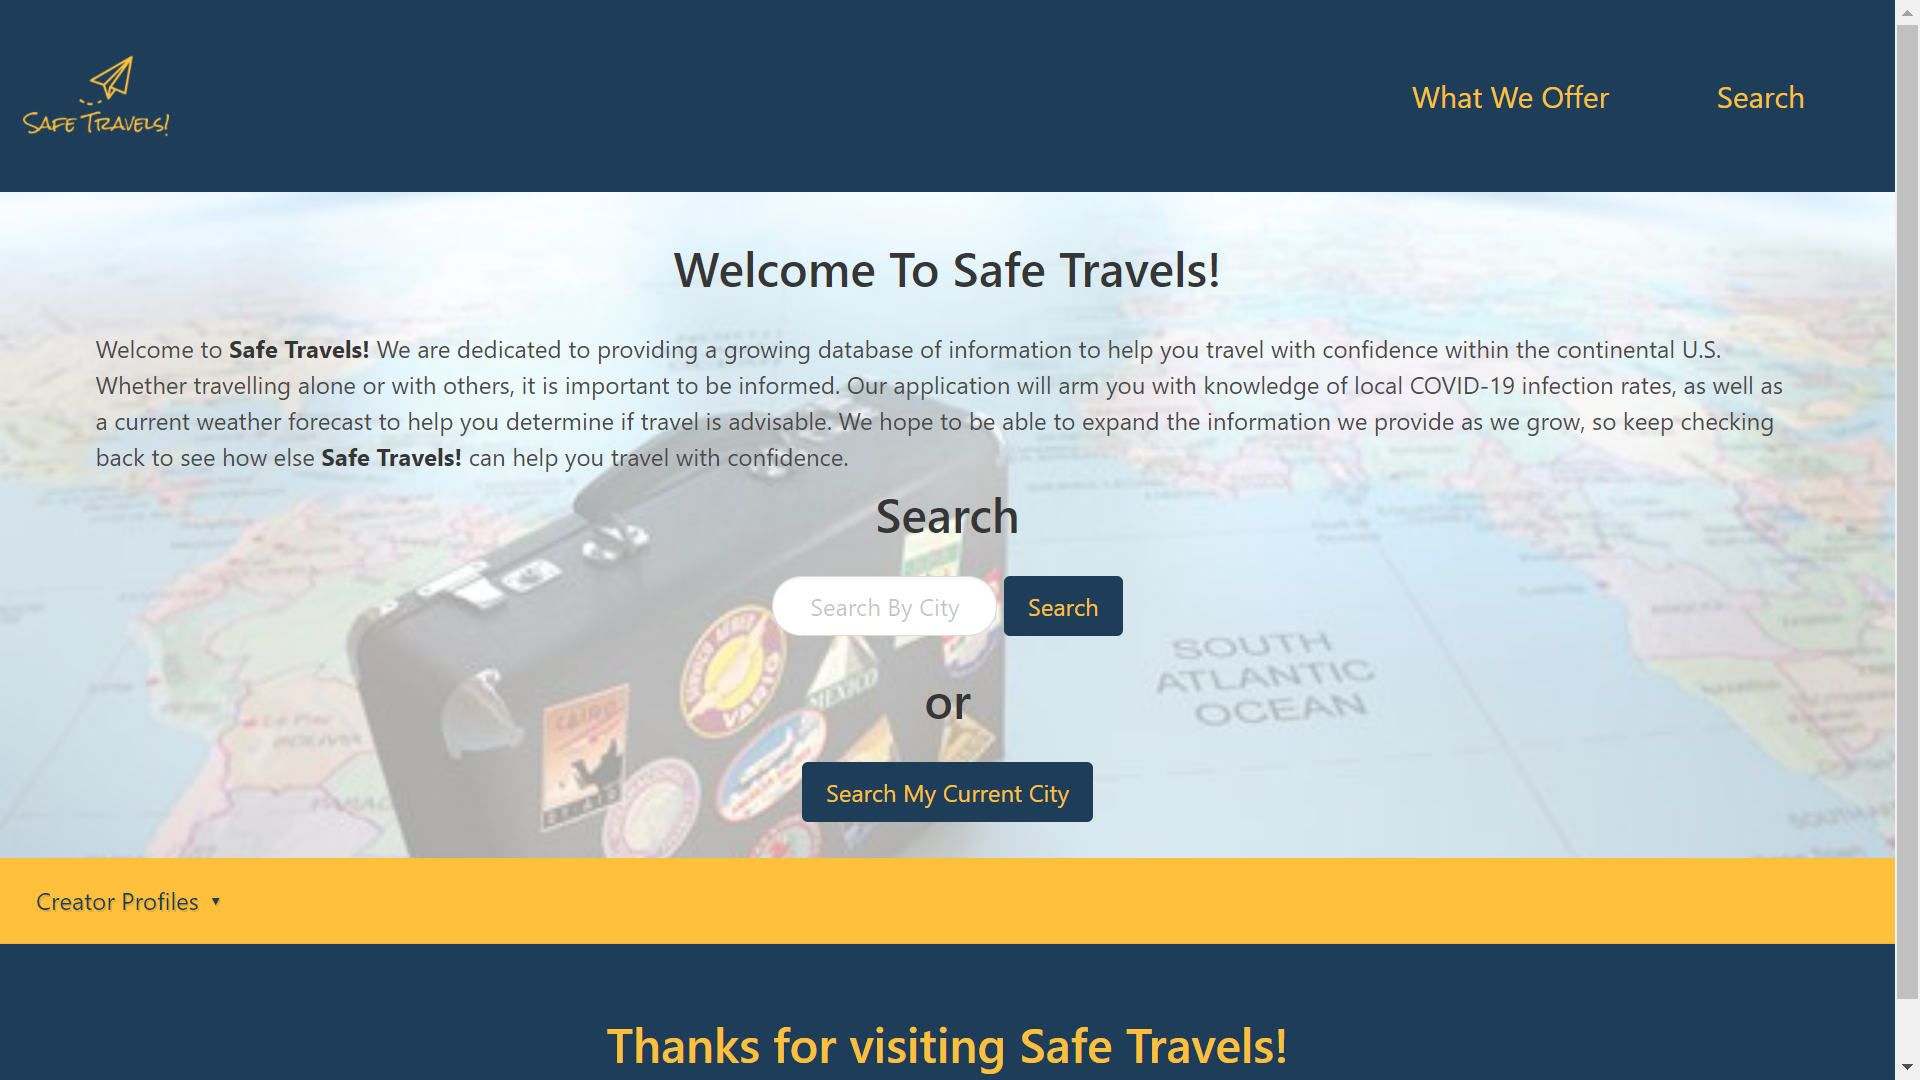 SAFE TRAVELS!
What We Offer
Search
Welcome To Safe Travels!
Welcome to Safe Travels! We are dedicated to providing a growing database of information to help you travel with confidence within the continental U.S.
Whether travelling alone or with others, it is important to be informed. Our application will arm you with knowledge of local COVID-19 infection rates, as well as
a current weather forecast to help you determine if travel is advisable. We hope to be able to expand the information we provide as we grow, so keep checking
back to see how else Safe Travels! can help you travel with confidence.
Search
Search By City
Search
SOUTH
ATLANTIC
OCEAN
VARIG
MEXICO
CAIRO
or
La Paz
BOLIVIA
Search My Current City
Creator Profiles ▼
Thanks for visiting Safe Travels!